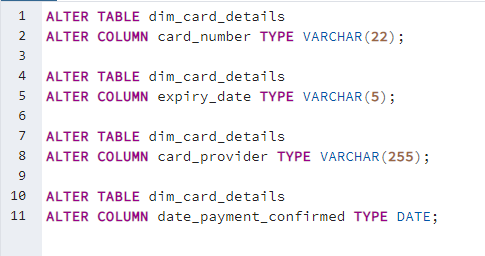 1 ALTER TABLE dim_card_details
2 ALTER COLUMN card_number TYPE VARCHAR(22);
3
4 ALTER TABLE dim_card_details
5 ALTER COLUMN expiry_date TYPE VARCHAR(5);
6
7 ALTER TABLE dim_card_details
8 ALTER COLUMN card_provider TYPE VARCHAR(255);
9
10 ALTER TABLE dim_card_details
11 ALTER COLUMN date_payment_confirmed TYPE DATE;